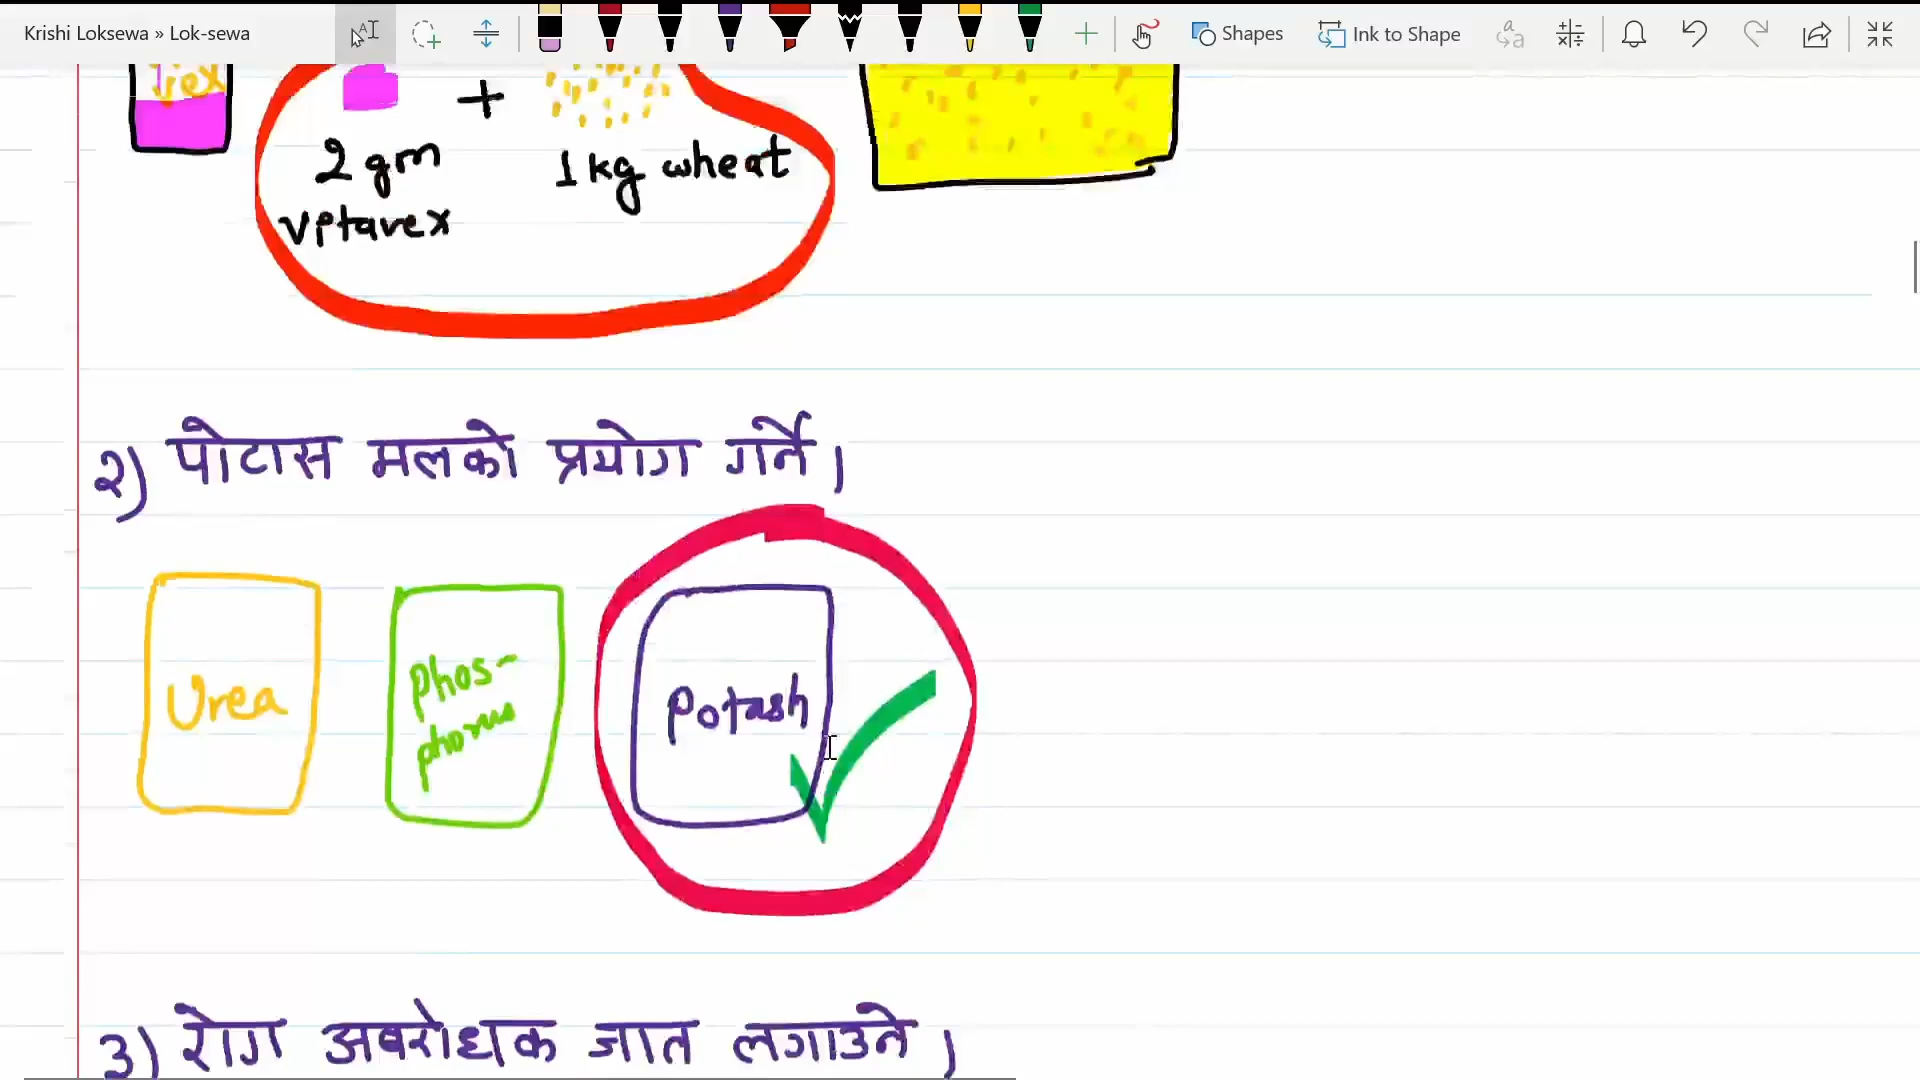 Krishi Loksewa » Lok-sewa
Shapes
Ink to Shape
vex
+
2 gm
vitavex
1 kg wheat
२) पोटास मलको प्रयोग गर्ने।
Urea
phos-
phorus
Potash
३) रोग अवरोधक जात लगाउने।